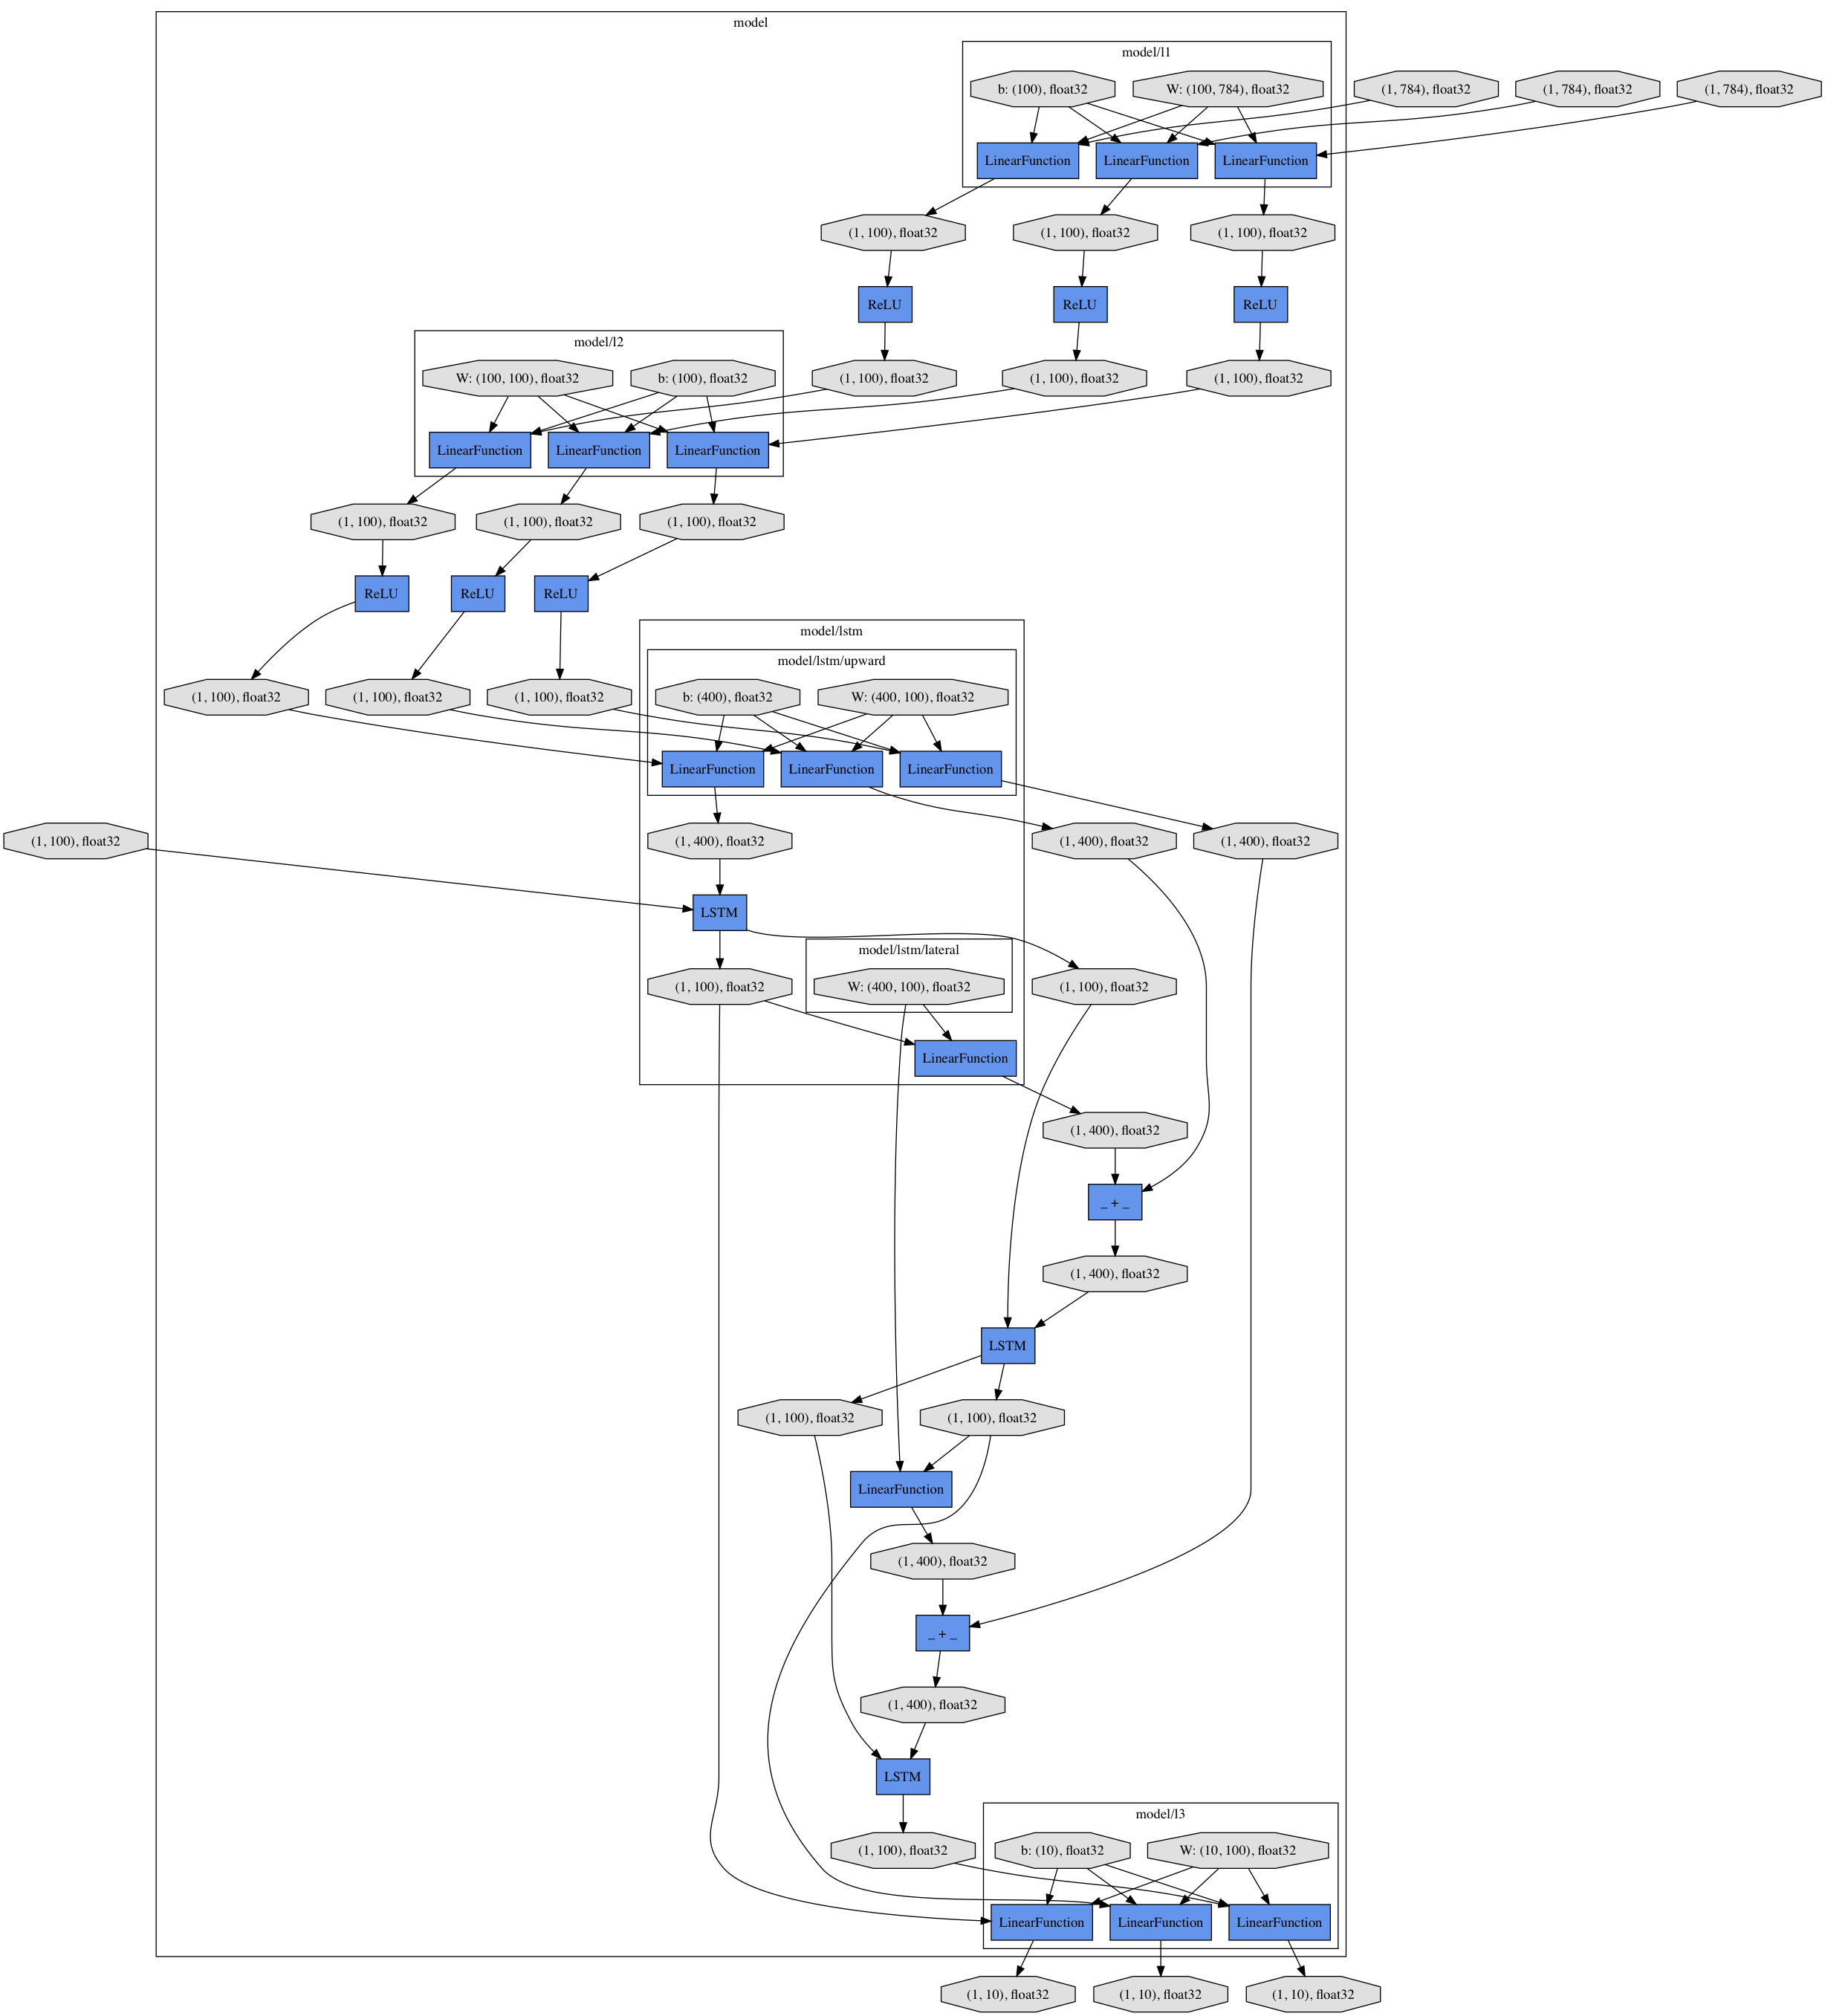 model
model/l1
b: (100), float32
W: (100, 784), float32
(1, 784), float32
(1, 784), float32
(1, 784), float32
LinearFunction
LinearFunction
LinearFunction
(1, 100), float32
(1, 100), float32
(1, 100), float32
ReLU
ReLU
ReLU
model/l2
W: (100, 100), float32
b: (100), float32
(1, 100), float32
(1, 100), float32
(1, 100), float32
LinearFunction
LinearFunction
LinearFunction
(1, 100), float32
(1, 100), float32
(1, 100), float32
ReLU
ReLU
ReLU
model/lstm
model/lstm/upward
(1, 100), float32
(1, 100), float32
(1, 100), float32
b: (400), float32
W: (400, 100), float32
LinearFunction
LinearFunction
LinearFunction
(1, 100), float32
(1, 400), float32
(1, 400), float32
(1, 400), float32
LSTM
model/lstm/lateral
(1, 100), float32
W: (400, 100), float32
(1, 100), float32
LinearFunction
(1, 400), float32
_ + _
(1, 400), float32
LSTM
(1, 100), float32
(1, 100), float32
LinearFunction
(1, 400), float32
_ + _
(1, 400), float32
LSTM
model/l3
(1, 100), float32
b: (10), float32
W: (10, 100), float32
LinearFunction
LinearFunction
LinearFunction
(1, 10), float32
(1, 10), float32
(1, 10), float32